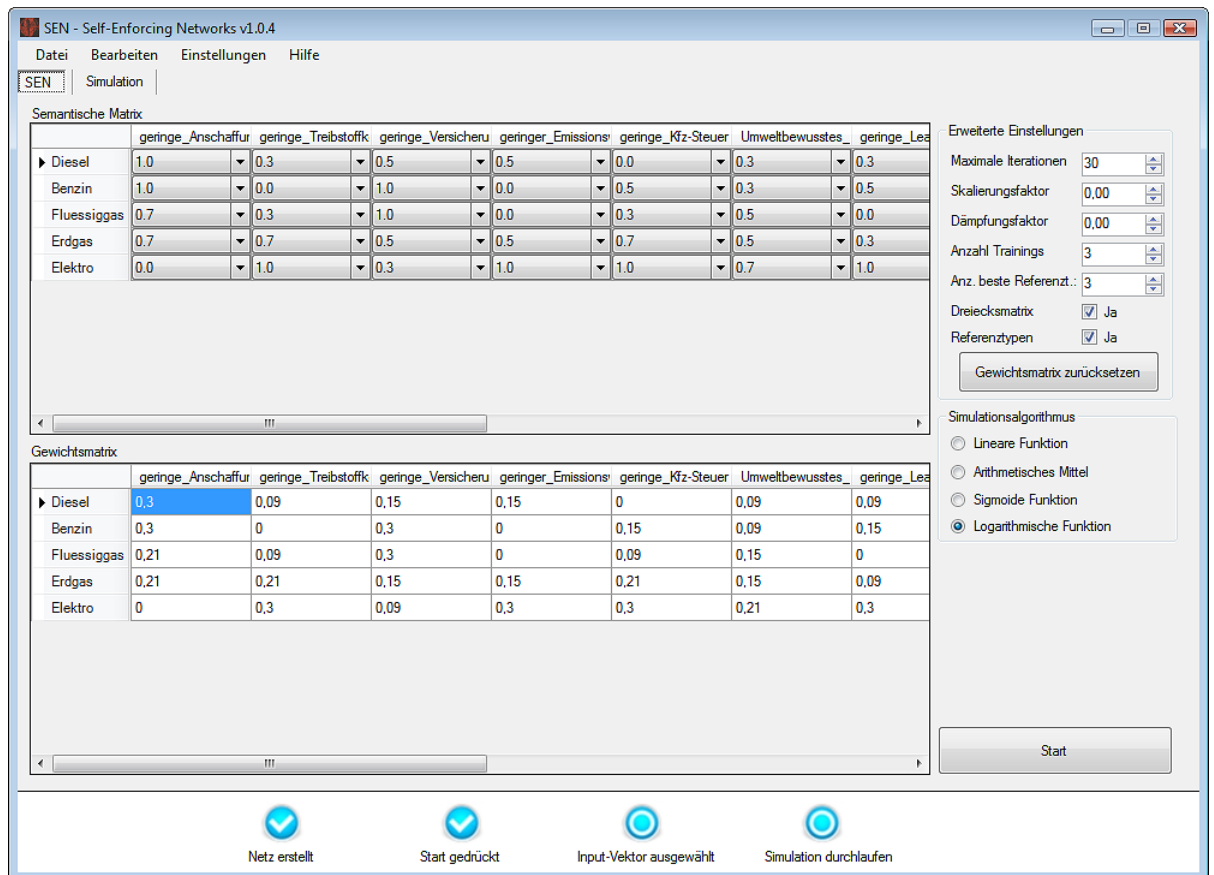 SEN - Self-Enforcing Networks v1.0.4
Datei Bearbeiten Einstellungen Hilfe
SEN Simulation
Semantische Matrix
geringe_Anschaffur geringe_Treibstoffk geringe_Versicheru geringer_Emissions geringe_Kfz-Steuer Umweltbewusstes_ geringe_Lea
Diesel 1.0 0.3 0.5 0.5 0.0 0.3 0.3
Benzin 1.0 0.0 1.0 0.0 0.5 0.3 0.5
Fluessiggas 0.7 0.3 1.0 0.0 0.3 0.5 0.0
Erdgas 0.7 0.7 0.5 0.5 0.7 0.5 0.3
Elektro 0.0 1.0 0.3 1.0 1.0 0.7 1.0
Erweiterte Einstellungen
Maximale Iterationen 30
Skalierungsfaktor 0,00
Dämpfungsfaktor 0,00
Anzahl Trainings 3
Anz. beste Referenzt.: 3
Dreiecksmatrix Ja
Referenztypen Ja
Gewichtsmatrix zurücksetzen
Simulationsalgorithmus
Lineare Funktion
Arithmetisches Mittel
Sigmoide Funktion
Logarithmische Funktion
Gewichtsmatrix
geringe_Anschaffur geringe_Treibstoffk geringe_Versicheru geringer_Emissions geringe_Kfz-Steuer Umweltbewusstes_ geringe_Lea
Diesel 0,3 0,09 0,15 0,15 0 0,09 0,09
Benzin 0,3 0 0,3 0 0,15 0,09 0,15
Fluessiggas 0,21 0,09 0,3 0 0,09 0,15 0
Erdgas 0,21 0,21 0,15 0,15 0,21 0,15 0,09
Elektro 0 0,3 0,09 0,3 0,3 0,21 0,3
Start
Netz erstellt Start gedrückt Input-Vektor ausgewählt Simulation durchlaufen